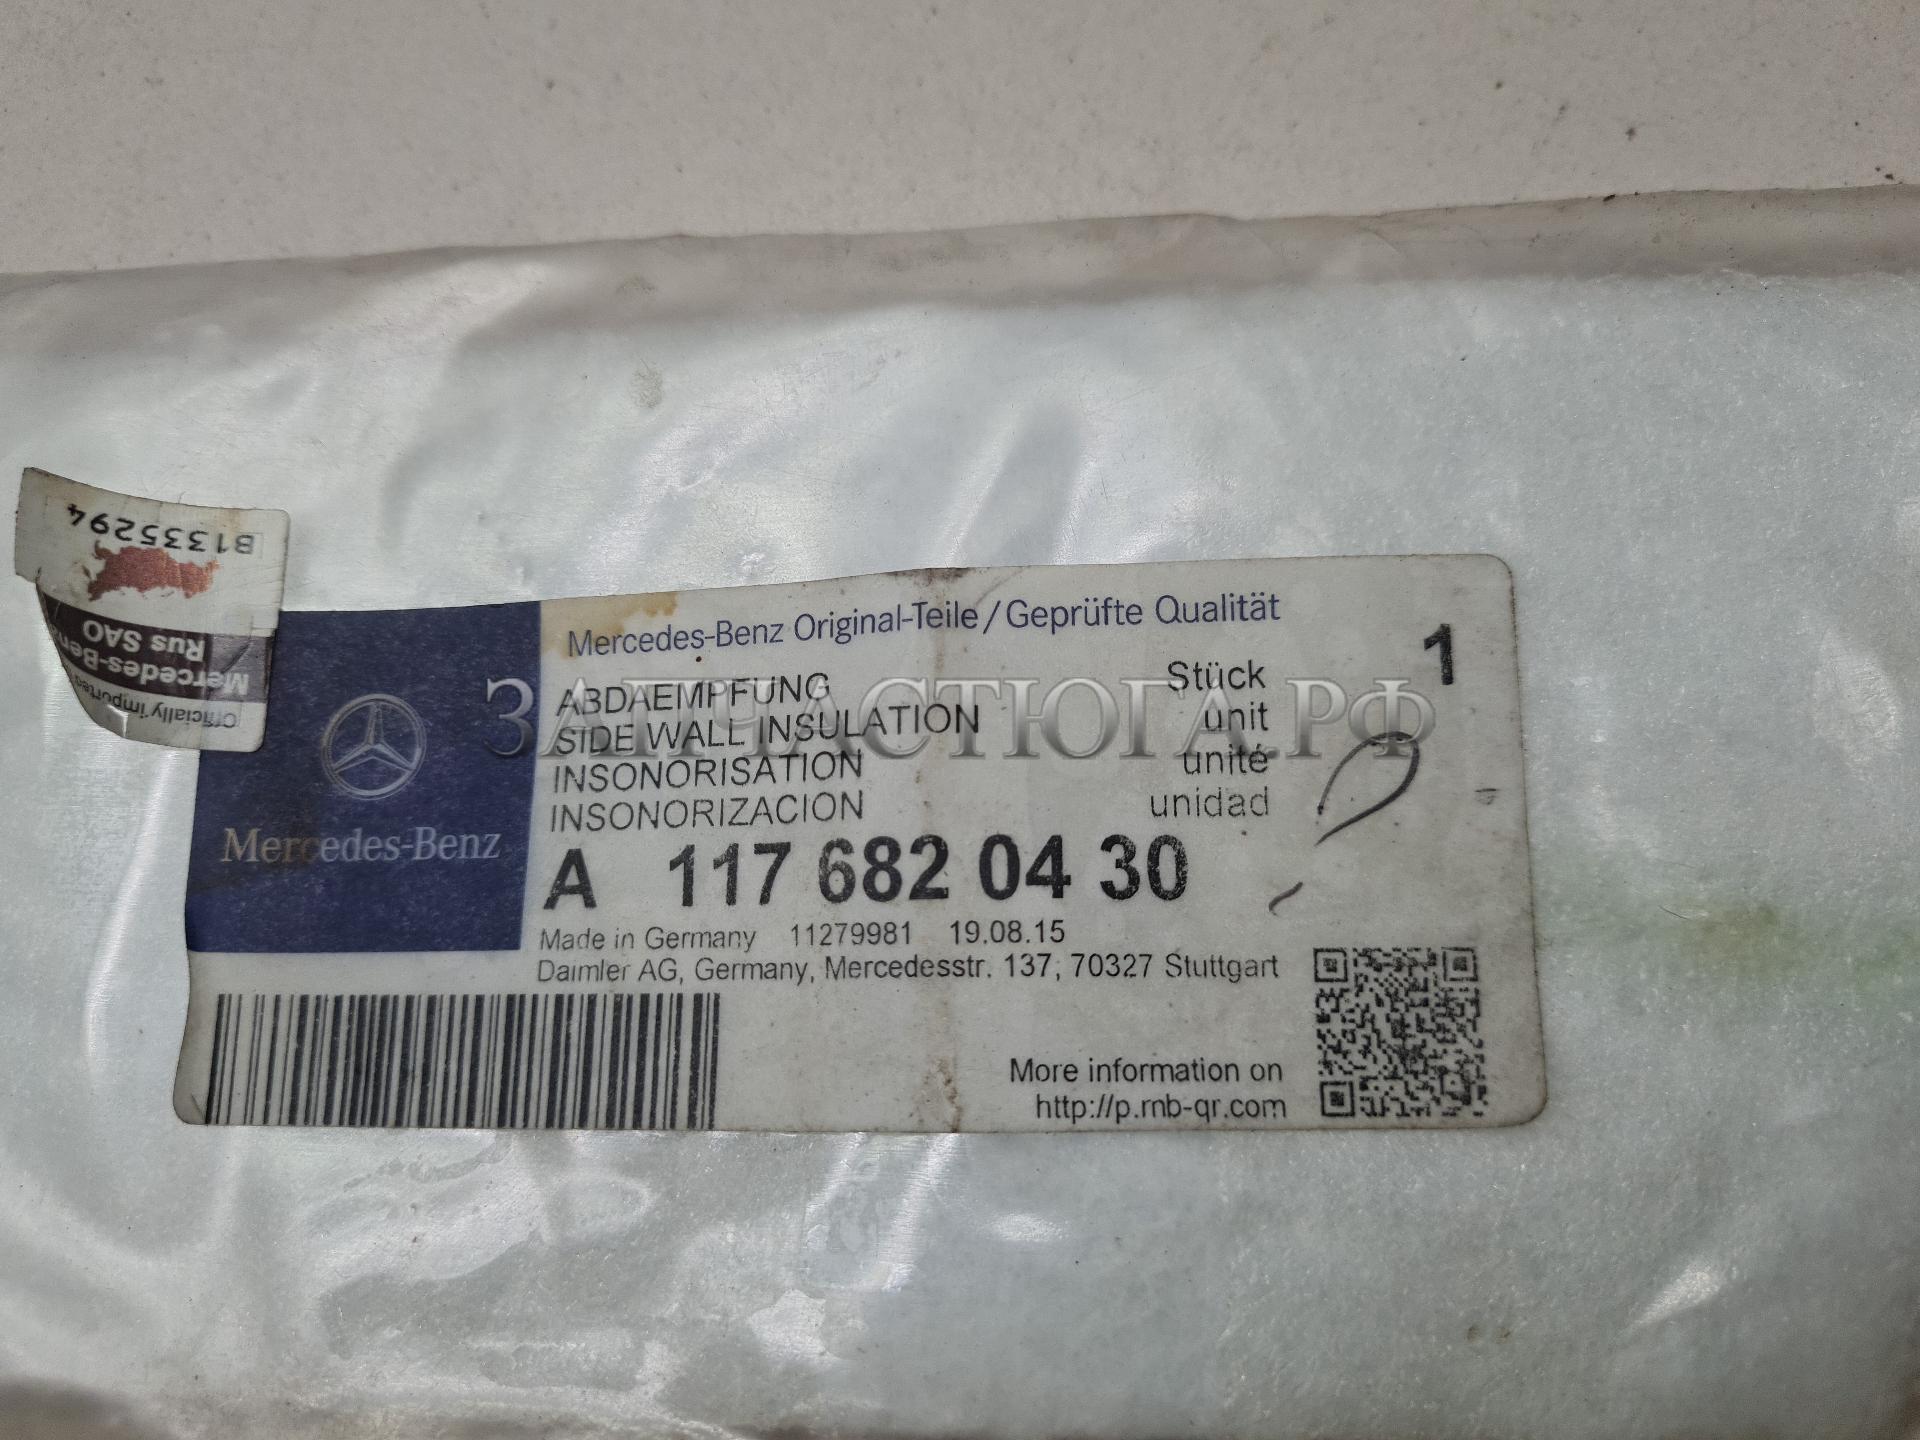 B1335294
Mercedes-Ben
Rus SAO
Officially imported
Mercedes-Benz
Mercedes-Benz Original-Teile/Geprüfte Qualität
1
ABDAEMPFUNG Stück
SIDE WALL INSULATION unit
INSONORISATION unité
INSONORIZACION unidad
ЗАПЧАСТЮГА.РФ
A 117 682 04 30
Made in Germany 11279981 19.08.15
Daimler AG, Germany, Mercedesstr. 137, 70327 Stuttgart
More information on
http://p.mb-qr.com